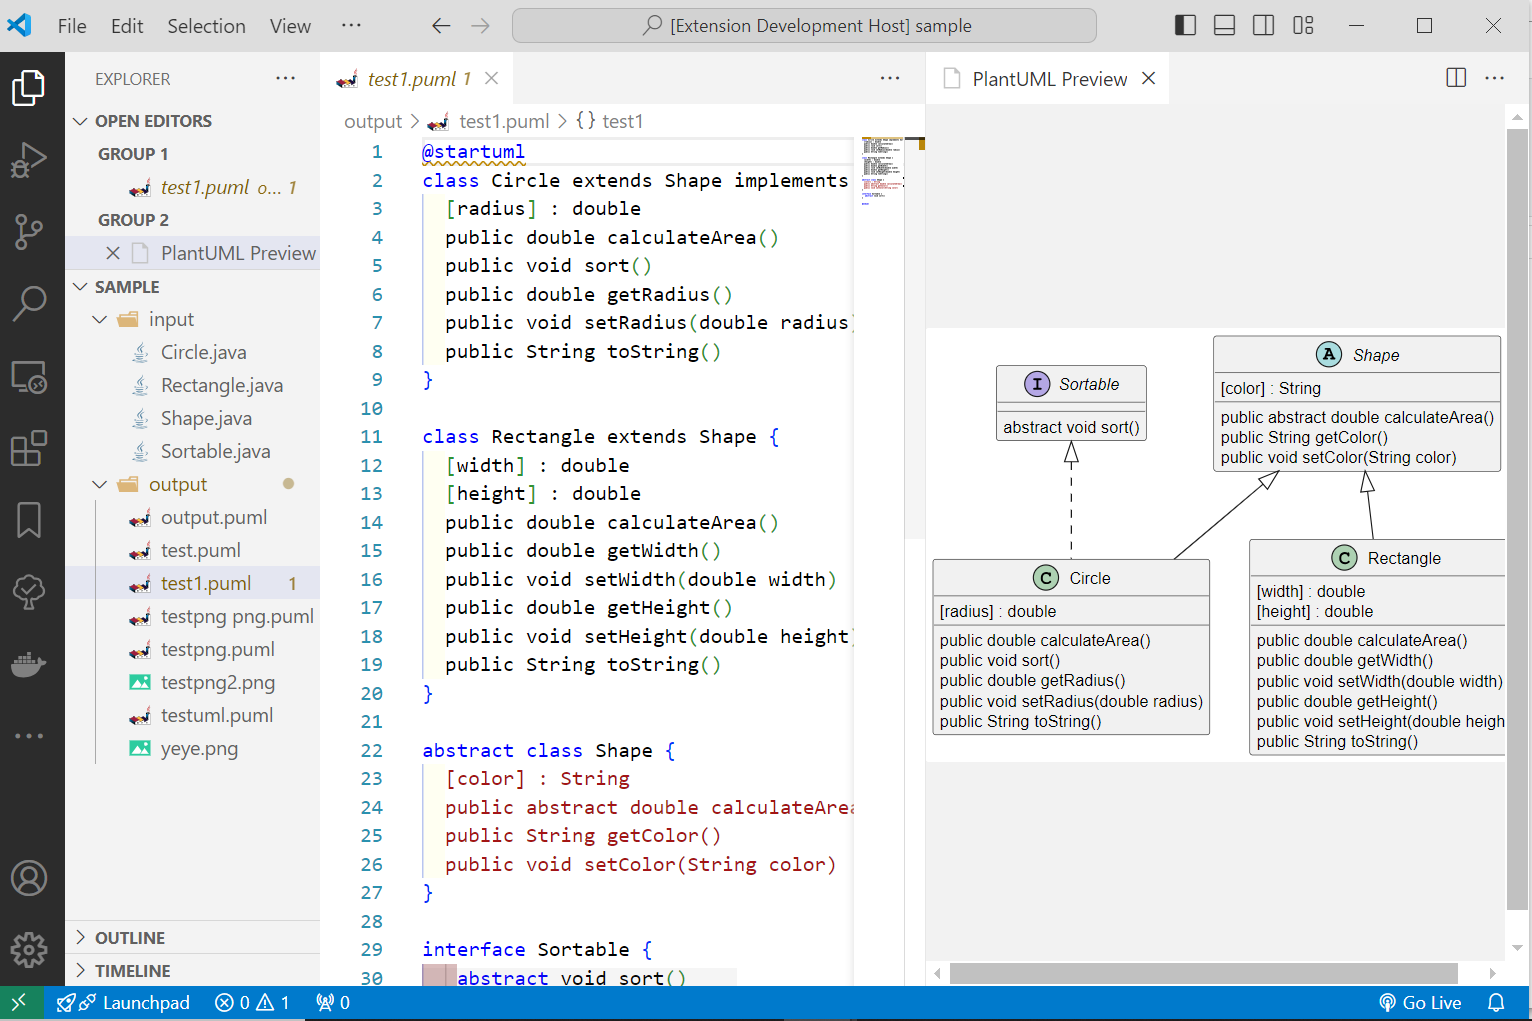 File Edit Selection View ··· [Extension Development Host] sample
EXPLORER ···
OPEN EDITORS
GROUP 1
test1.puml o... 1
GROUP 2
PlantUML Preview
SAMPLE
input
Circle.java
Rectangle.java
Shape.java
Sortable.java
output
output.puml
test.puml
test1.puml 1
testpng png.puml
testpng.puml
testpng2.png
testuml.puml
yeye.png
OUTLINE
TIMELINE
test1.puml 1
output > test1.puml > {} test1
1 @startuml
2 class Circle extends Shape implements
3 [radius] : double
4 public double calculateArea()
5 public void sort()
6 public double getRadius()
7 public void setRadius(double radius)
8 public String toString()
9 }
10
11 class Rectangle extends Shape {
12 [width] : double
13 [height] : double
14 public double calculateArea()
15 public double getWidth()
16 public void setWidth(double width)
17 public double getHeight()
18 public void setHeight(double height)
19 public String toString()
20 }
21
22 abstract class Shape {
23 [color] : String
24 public abstract double calculateArea
25 public String getColor()
26 public void setColor(String color)
27 }
28
29 interface Sortable {
30 abstract void sort()
PlantUML Preview
I Sortable
abstract void sort()
A Shape
[color] : String
public abstract double calculateArea()
public String getColor()
public void setColor(String color)
C Circle
[radius] : double
public double calculateArea()
public void sort()
public double getRadius()
public void setRadius(double radius)
public String toString()
C Rectangle
[width] : double
[height] : double
public double calculateArea()
public double getWidth()
public void setWidth(double width)
public double getHeight()
public void setHeight(double heigh
public String toString()
Launchpad 0 1 0 Go Live